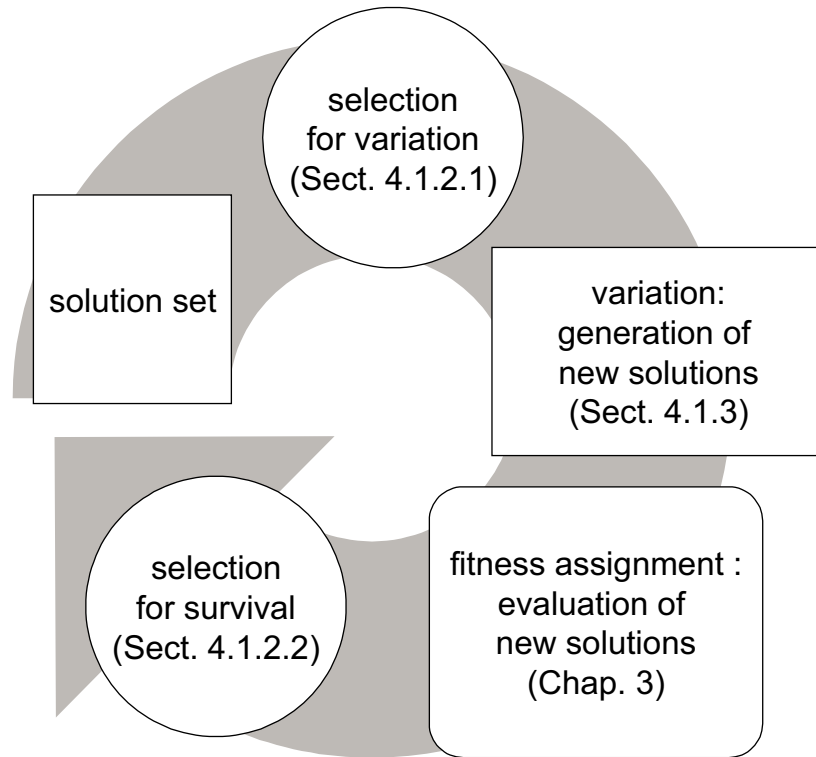 selection
for variation
(Sect. 4.1.2.1)
solution set
variation:
generation of
new solutions
(Sect. 4.1.3)
fitness assignment :
evaluation of
new solutions
(Chap. 3)
selection
for survival
(Sect. 4.1.2.2)